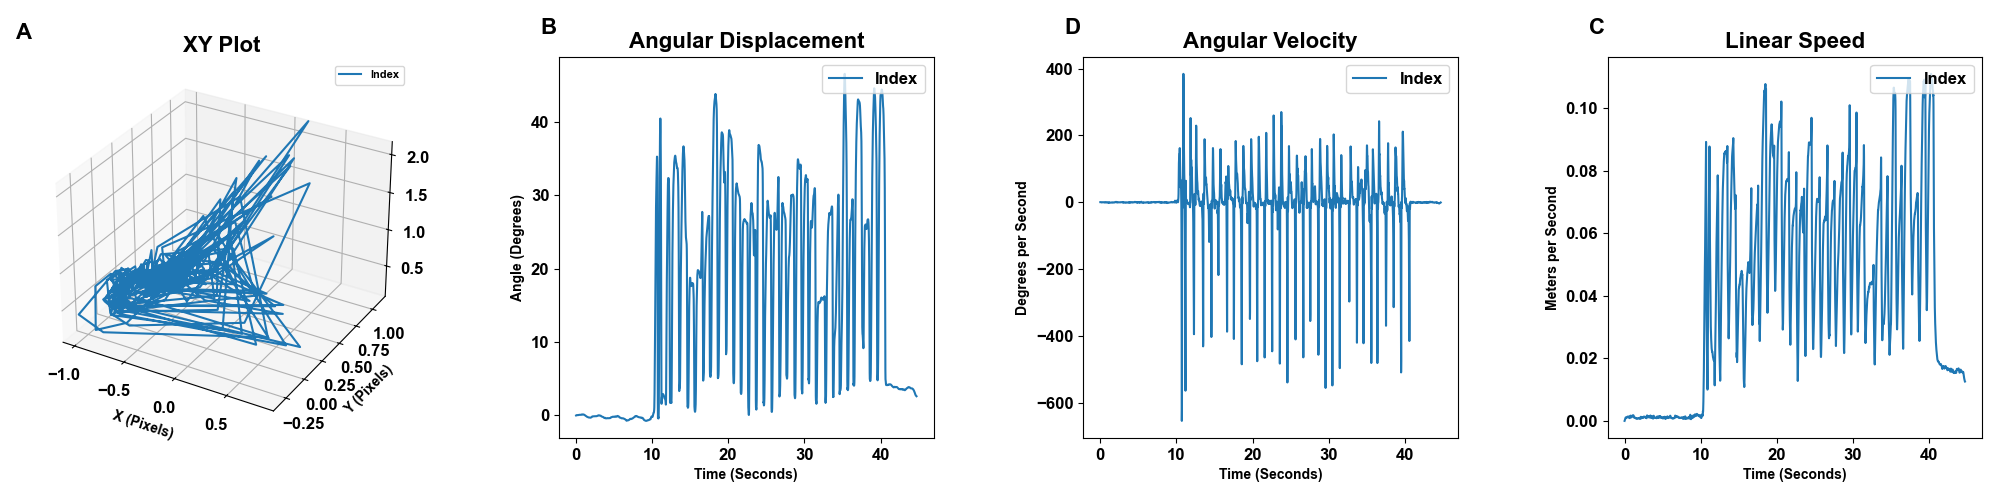 A
XY Plot
Index
2.0
1.5
1.0
0.5
−1.0
−0.5
0.0
0.5
X (Pixels)
1.00
0.75
0.50
0.25
0.00
−0.25
Y (Pixels)
B
Angular Displacement
Index
40
30
20
10
0
Angle (Degrees)
0 10 20 30 40
Time (Seconds)
D
Angular Velocity
Index
400
200
0
−200
−400
−600
Degrees per Second
0 10 20 30 40
Time (Seconds)
C
Linear Speed
Index
0.10
0.08
0.06
0.04
0.02
0.00
Meters per Second
0 10 20 30 40
Time (Seconds)